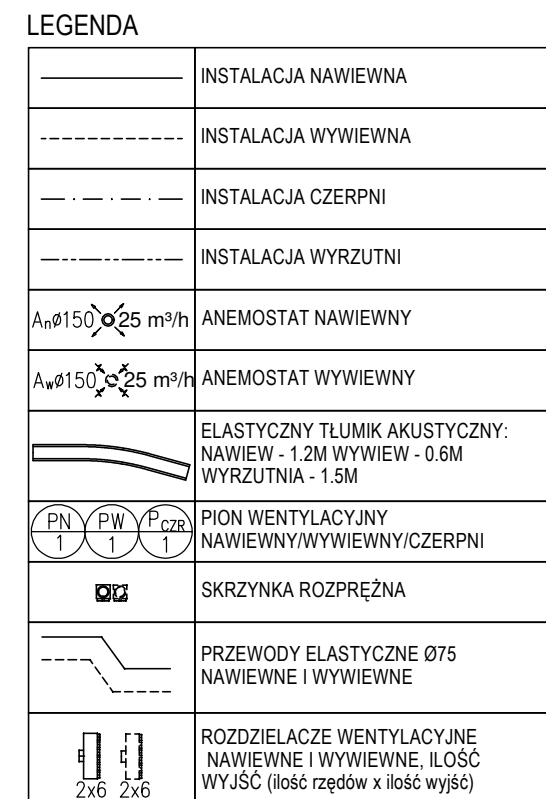 LEGENDA
INSTALACJA NAWIEWNA
INSTALACJA WYWIEWNA
INSTALACJA CZERPNI
INSTALACJA WYRZUTNI
Anø150 25 m³/h ANEMOSTAT NAWIEWNY
Awø150 25 m³/h ANEMOSTAT WYWIEWNY
ELASTYCZNY TŁUMIK AKUSTYCZNY:
NAWIEW - 1.2M WYWIEW - 0.6M
WYRZUTNIA - 1.5M
PN PW PCZR
1 1 1
PION WENTYLACYJNY
NAWIEWNY/WYWIEWNY/CZERPNI
SKRZYNKA ROZPRĘŻNA
PRZEWODY ELASTYCZNE Ø75
NAWIEWNE I WYWIEWNE
ROZDZIELACZE WENTYLACYJNE
NAWIEWNE I WYWIEWNE, ILOŚĆ
WYJŚĆ (ilość rzędów x ilość wyjść)
2x6 2x6